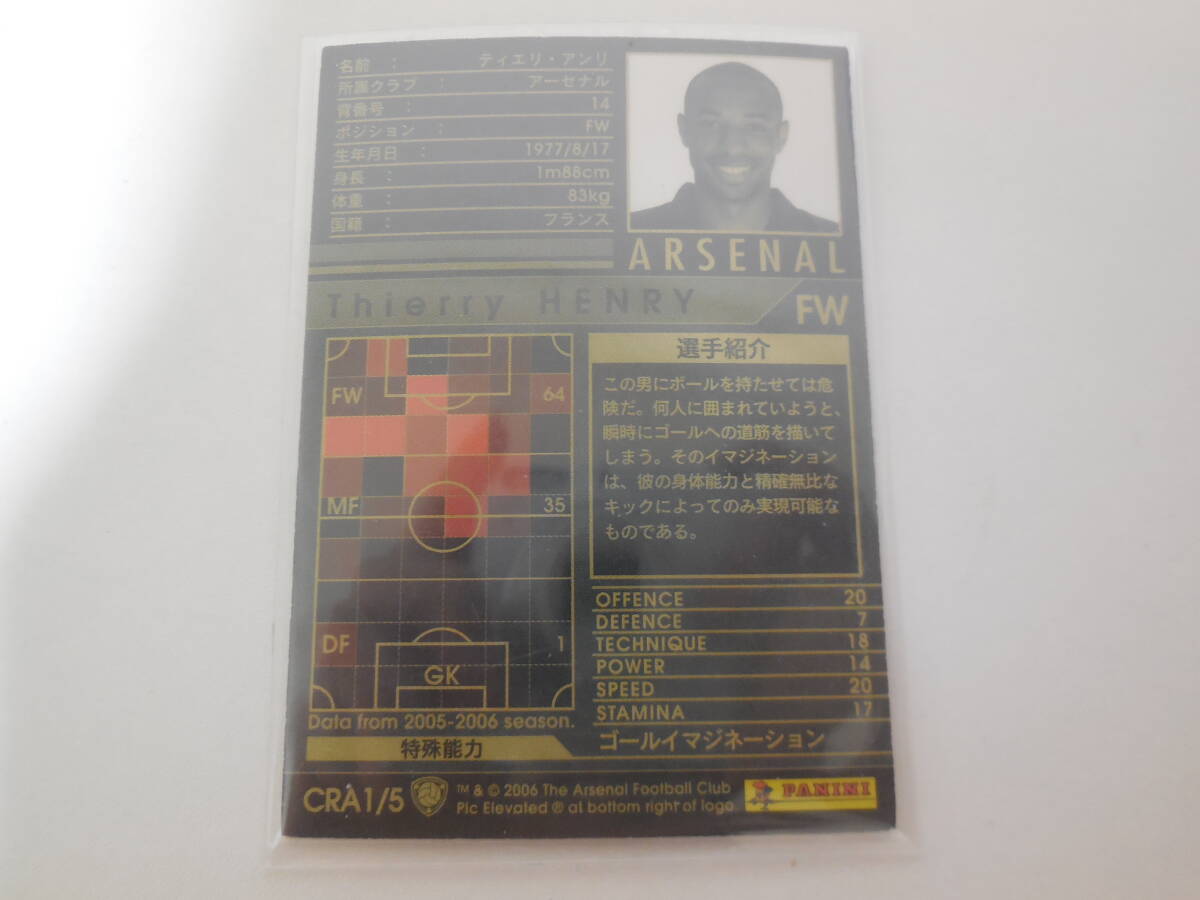 名前 : ティエリ・アンリ
所属クラブ : アーセナル
背番号 : 14
ポジション : FW
生年月日 : 1977/8/17
身長 : 1m88cm
体重 : 83kg
国籍 : フランス
ARSENAL
Thierry HENRY
FW
FW 64
MF 35
DF 1
GK
Data from 2005-2006 season.
選手紹介
この男にボールを持たせては危
険だ。何人に囲まれていようと、
瞬時にゴールへの道筋を描いて
しまう。そのイマジネーション
は、彼の身体能力と精確無比な
キックによってのみ実現可能な
ものである。
OFFENCE 20
DEFENCE 7
TECHNIQUE 18
POWER 14
SPEED 20
STAMINA 17
特殊能力 ゴールイマジネーション
CRA1/5
TM & © 2006 The Arsenal Football Club
Pic Elevated ® at bottom right of logo
PANINI